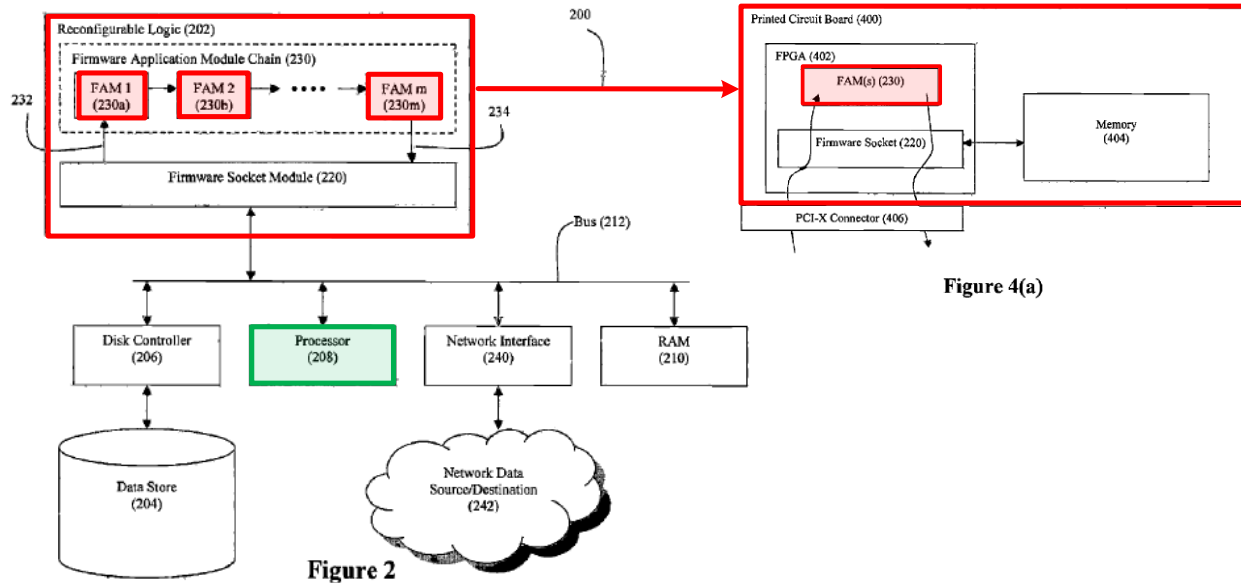 200
Reconfigurable Logic (202)
Firmware Application Module Chain (230)
FAM 1
(230a)
FAM 2
(230b)
FAM m
(230m)
232
234
Firmware Socket Module (220)
Bus (212)
Disk Controller
(206)
Processor
(208)
Network Interface
(240)
RAM
(210)
Data Store
(204)
Network Data
Source/Destination
(242)
Figure 2
Printed Circuit Board (400)
FPGA (402)
FAM(s) (230)
Firmware Socket (220)
Memory
(404)
PCI-X Connector (406)
Figure 4(a)